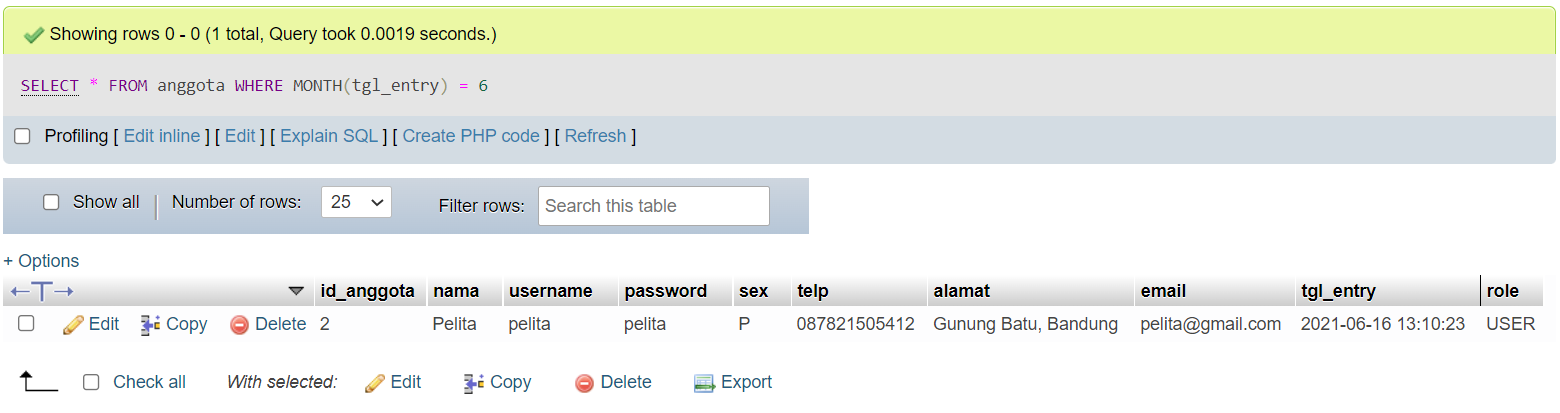 Showing rows 0 - 0 (1 total, Query took 0.0019 seconds.)
SELECT * FROM anggota WHERE MONTH(tgl_entry) = 6
Profiling [ Edit inline ] [ Edit ] [ Explain SQL ] [ Create PHP code ] [ Refresh ]
Show all | Number of rows: 25 Filter rows: Search this table
+ Options
←T→ id_anggota nama username password sex telp alamat email tgl_entry role
Edit Copy Delete 2 Pelita pelita pelita P 087821505412 Gunung Batu, Bandung pelita@gmail.com 2021-06-16 13:10:23 USER
Check all With selected: Edit Copy Delete Export